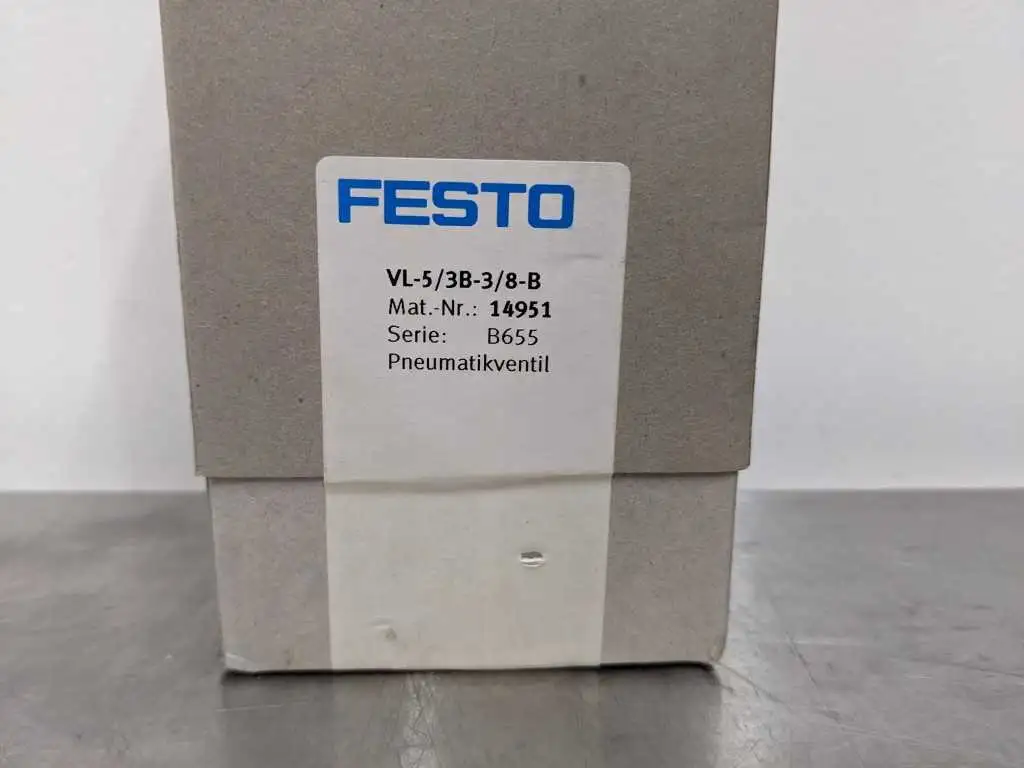 FESTO
VL-5/3B-3/8-B
Mat.-Nr.: 14951
Serie: B655
Pneumatikventil